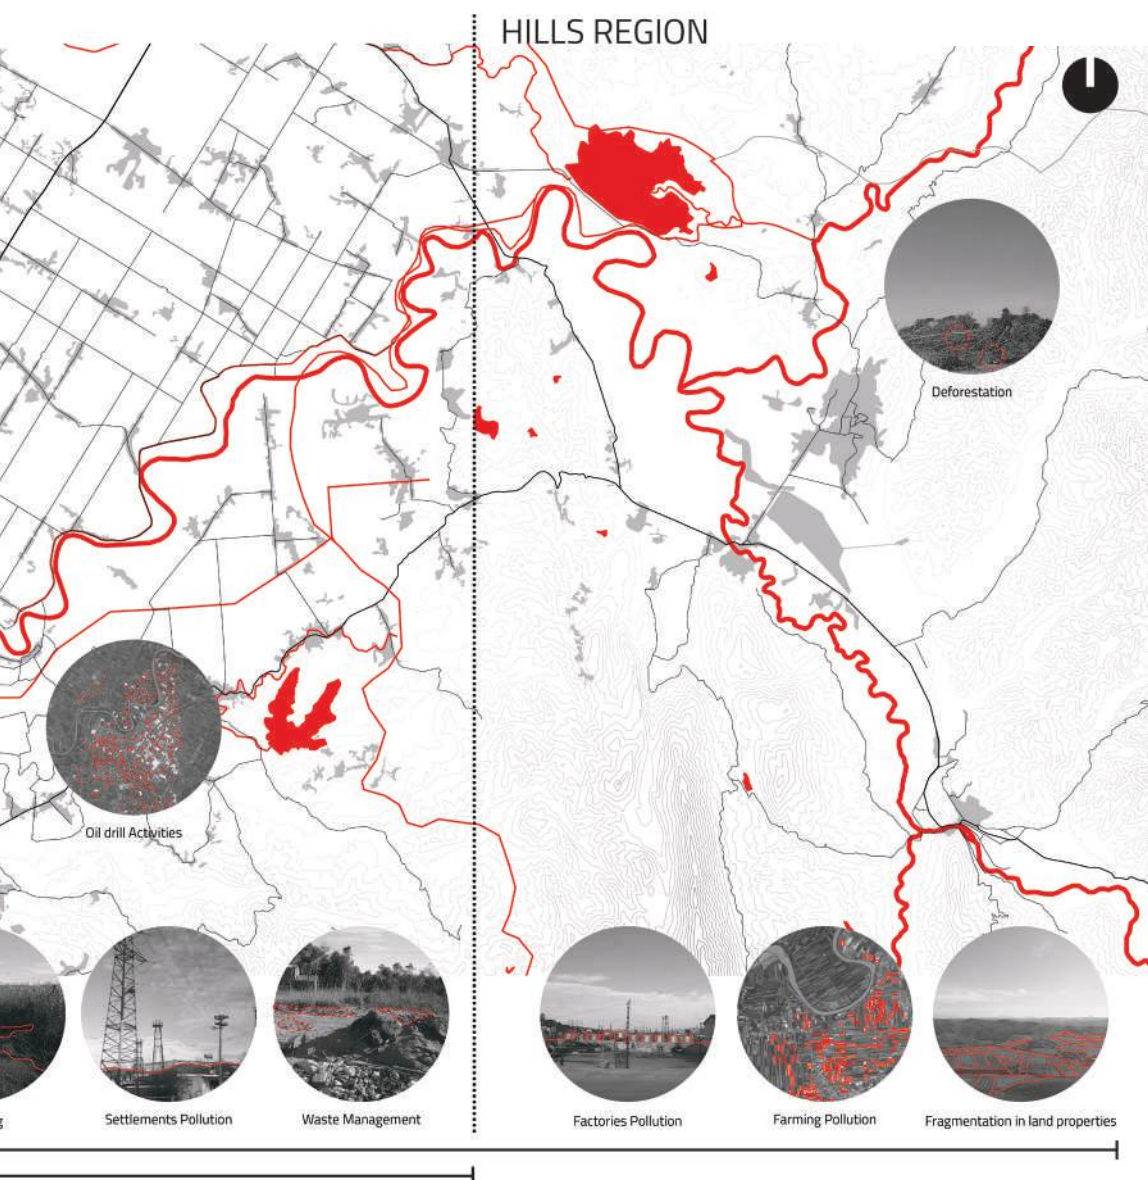 HILLS REGION
Deforestation
Oil drill Activities
Settlements Pollution
Waste Management
Factories Pollution
Farming Pollution
Fragmentation in land properties